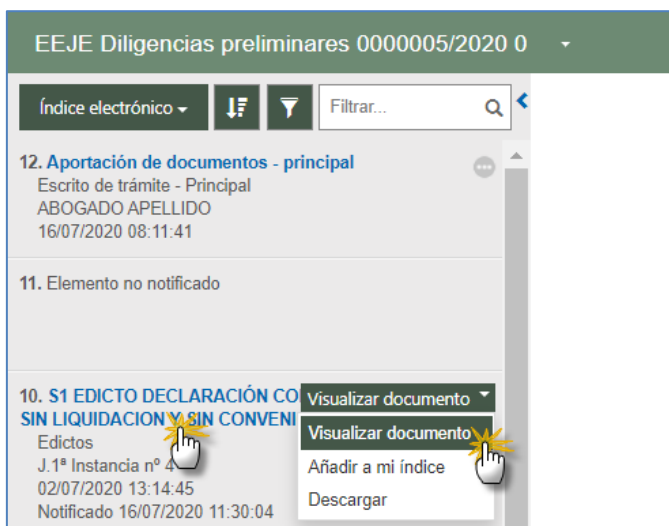 EEJE Diligencias preliminares 0000005/2020 0
Índice electrónico
Filtrar...
12. Aportación de documentos - principal
Escrito de trámite - Principal
ABOGADO APELLIDO
16/07/2020 08:11:41
11. Elemento no notificado
10. S1 EDICTO DECLARACIÓN CO
SIN LIQUIDACION Y SIN CONVENI
Edictos
J.1ª Instancia nº 4
02/07/2020 13:14:45
Notificado 16/07/2020 11:30:04
Visualizar documento
Visualizar documento
Añadir a mi índice
Descargar